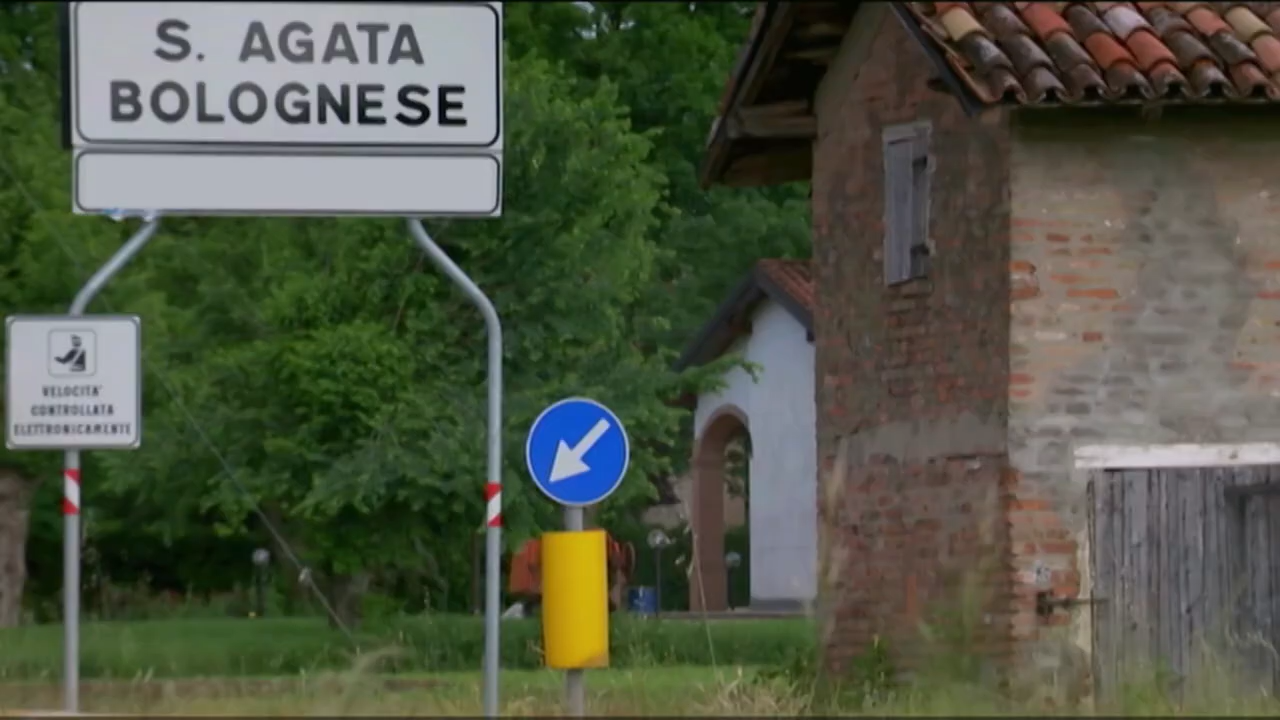 S. AGATA
BOLOGNESE
VELOCITA'
CONTROLLATA
ELETTRONICAMENTE